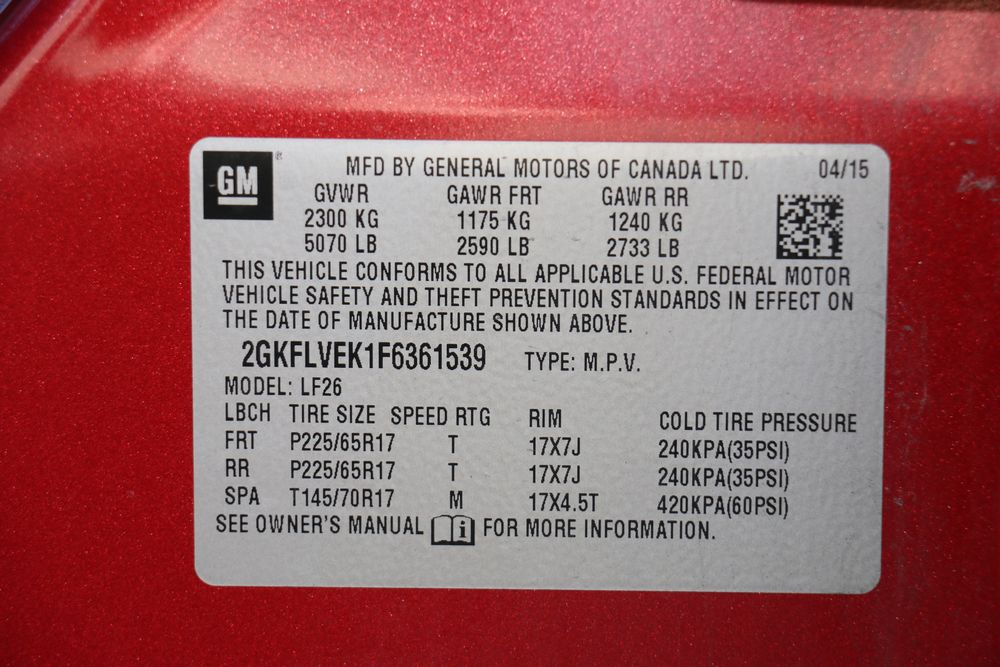 GM ® MFD BY GENERAL MOTORS OF CANADA LTD. 04/15
GVWR GAWR FRT GAWR RR
2300 KG 1175 KG 1240 KG
5070 LB 2590 LB 2733 LB
THIS VEHICLE CONFORMS TO ALL APPLICABLE U.S. FEDERAL MOTOR
VEHICLE SAFETY AND THEFT PREVENTION STANDARDS IN EFFECT ON
THE DATE OF MANUFACTURE SHOWN ABOVE.
2GKFLVEK1F6361539 TYPE: M.P.V.
MODEL: LF26
LBCH TIRE SIZE SPEED RTG RIM COLD TIRE PRESSURE
FRT P225/65R17 T 17X7J 240KPA(35PSI)
RR P225/65R17 T 17X7J 240KPA(35PSI)
SPA T145/70R17 M 17X4.5T 420KPA(60PSI)
SEE OWNER'S MANUAL i FOR MORE INFORMATION.